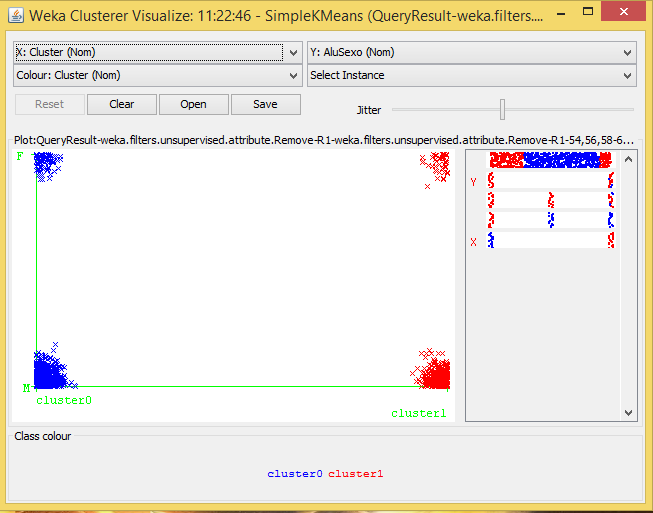 Weka Clusterer Visualize: 11:22:46 - SimpleKMeans (QueryResult-weka.filters....
X: Cluster (Nom) Y: AluSexo (Nom)
Colour: Cluster (Nom) Select Instance
Reset Clear Open Save Jitter
Plot:QueryResult-weka.filters.unsupervised.attribute.Remove-R1-weka.filters.unsupervised.attribute.Remove-R1-54,56,58-6...
F
Y
X
M
cluster0 cluster1
Class colour
cluster0 cluster1